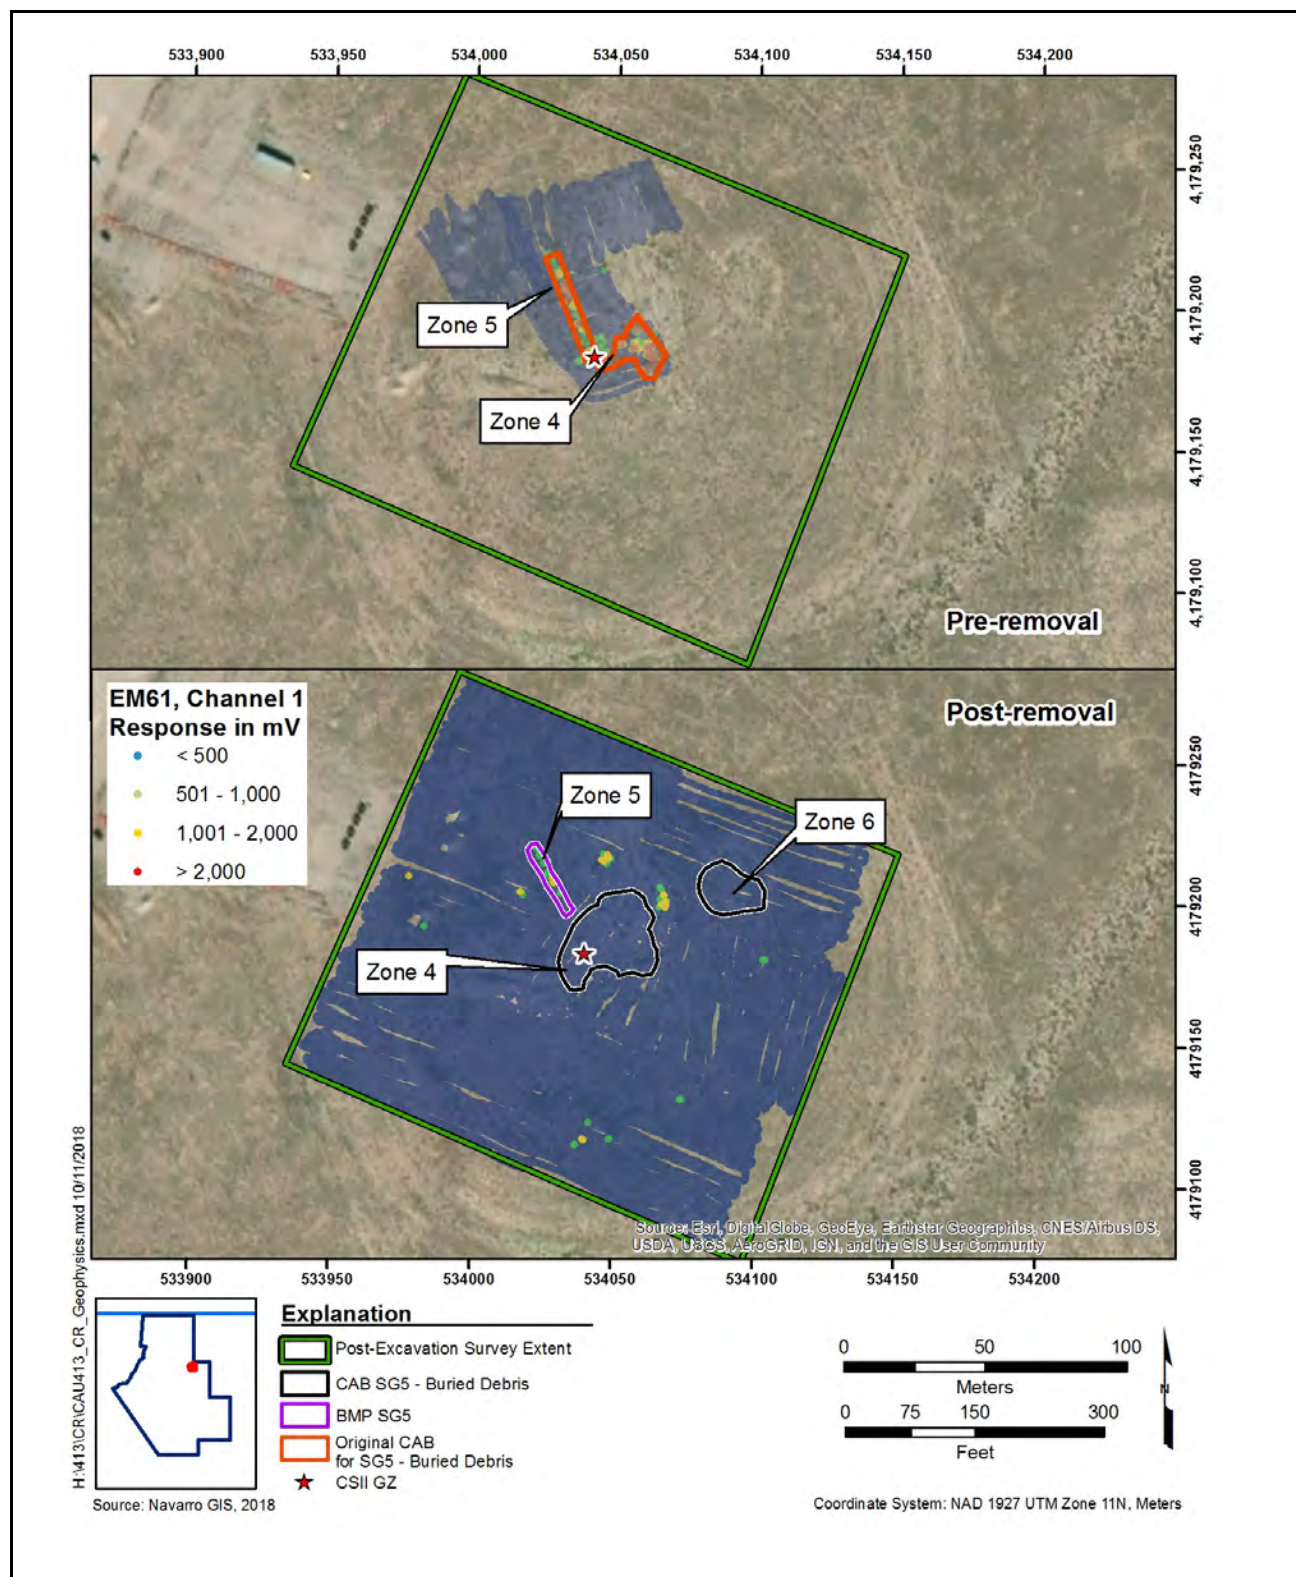 533,900 533,950 534,000 534,050 534,100 534,150 534,200
4,179,250
4,179,200
4,179,150
4,179,100
Zone 5
Zone 4
Pre-removal
Post-removal
EM61, Channel 1
Response in mV
< 500
501 - 1,000
1,001 - 2,000
> 2,000
Zone 5
Zone 6
Zone 4
4179250
4179200
4179150
4179100
Source: Esri, DigitalGlobe, GeoEye, Earthstar Geographics, CNES/Airbus DS,
USDA, USGS, AeroGRID, IGN, and the GIS User Community
533900 533950 534000 534050 534100 534150 534200
H:\413\CR\CAU413_CR_Geophysics.mxd 10/11/2018
Explanation
Post-Excavation Survey Extent
CAB SG5 - Buried Debris
BMP SG5
Original CAB
for SG5 - Buried Debris
CSII GZ
0 50 100
Meters
0 75 150 300
Feet
N
Source: Navarro GIS, 2018
Coordinate System: NAD 1927 UTM Zone 11N, Meters